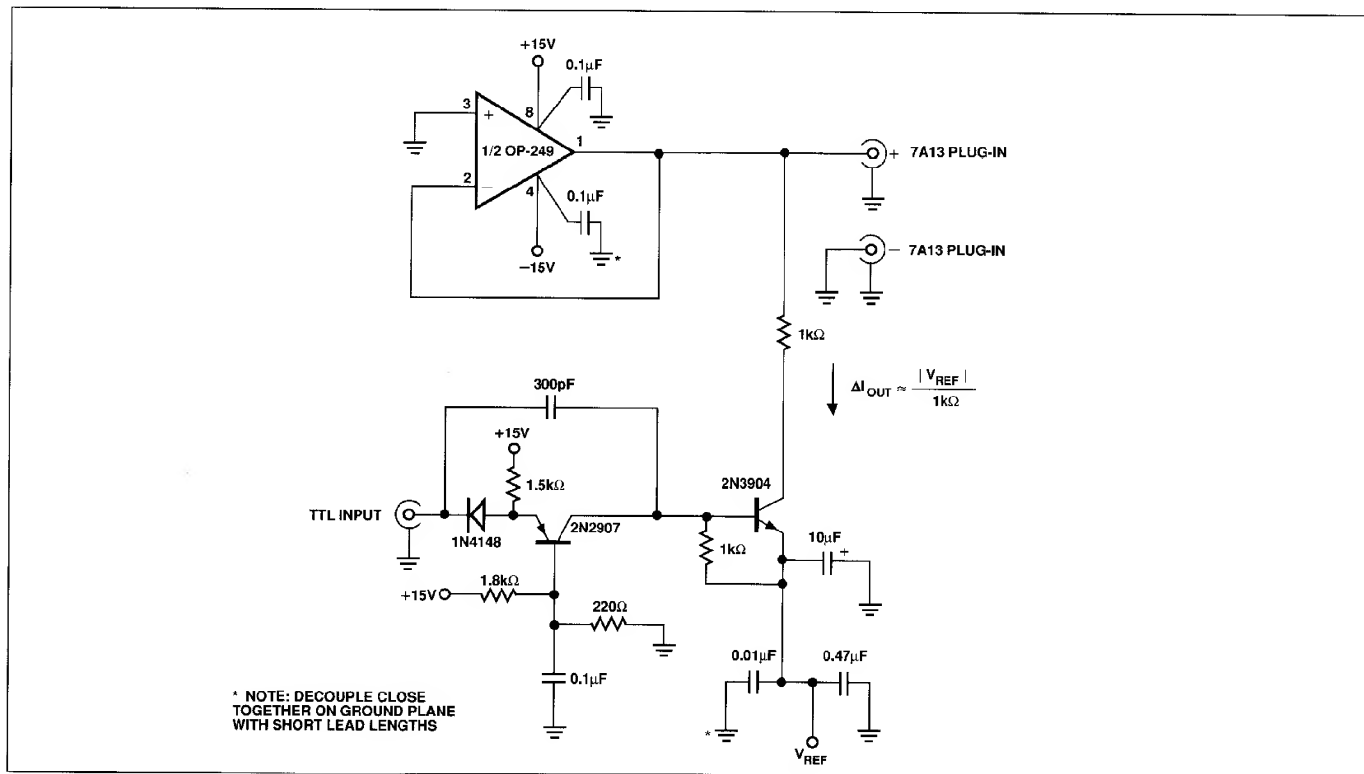 +15V
0.1µF
3
+
8
1/2 OP-249
1
2
−
4
0.1µF
*
−15V
+ 7A13 PLUG-IN
− 7A13 PLUG-IN
1kΩ
ΔI_OUT ≈ | V_REF | / 1kΩ
300pF
+15V
1.5kΩ
TTL INPUT
1N4148
2N2907
2N3904
1kΩ
10µF
+
+15V
1.8kΩ
220Ω
0.1µF
0.01µF
0.47µF
*
V_REF
* NOTE: DECOUPLE CLOSE
TOGETHER ON GROUND PLANE
WITH SHORT LEAD LENGTHS